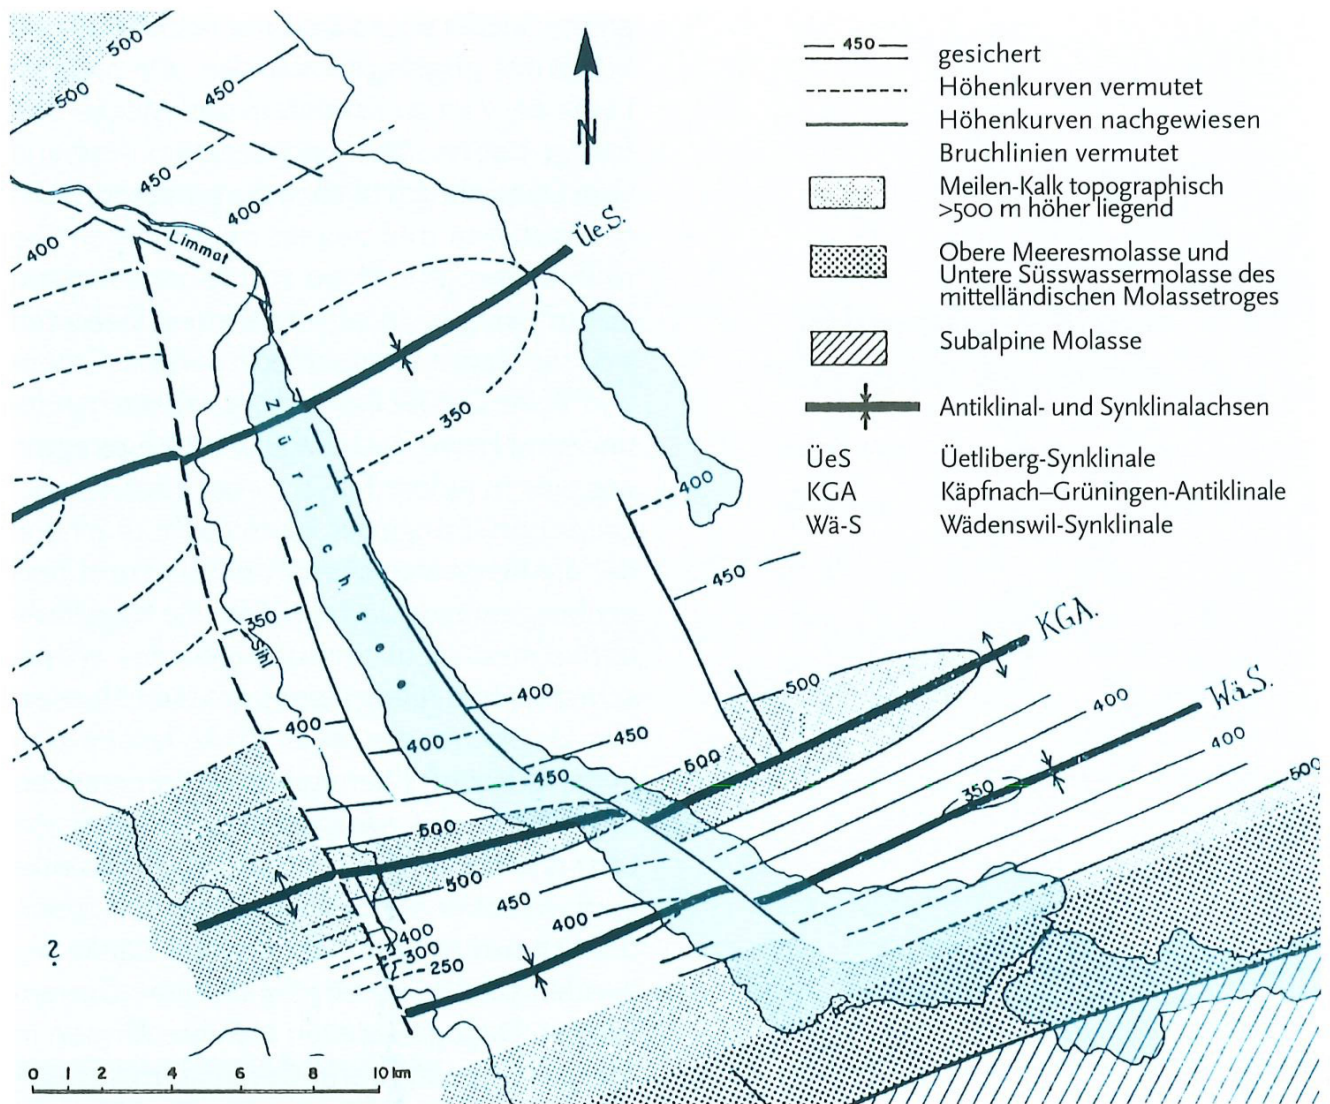 500
500
450
450
400
400
Limmat
N
Üe.S.
Zürichsee
350
350
Sihl
400
400
400
450
400
450
500
450
500
500
500
450
400
400
300
250
450
500
400
400
350
500
KGA.
Wä.S.
?
0 1 2 4 6 8 10 km
450
gesichert
Höhenkurven vermutet
Höhenkurven nachgewiesen
Bruchlinien vermutet
Meilen-Kalk topographisch
>500 m höher liegend
Obere Meeresmolasse und
Untere Süsswassermolasse des
mittelländischen Molassetroges
Subalpine Molasse
Antiklinal- und Synklinalachsen
ÜeS Üetliberg-Synklinale
KGA Käpfnach–Grüningen-Antiklinale
Wä-S Wädenswil-Synklinale